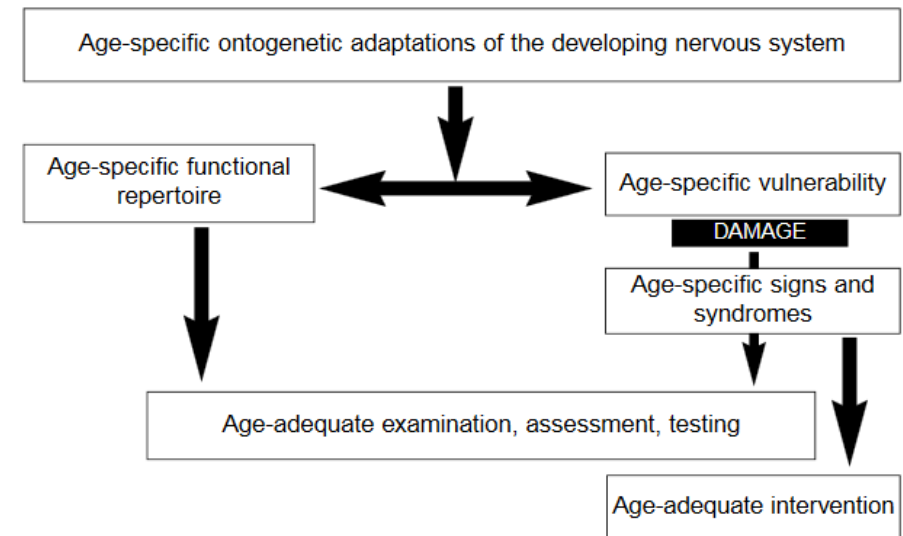 Age-specific ontogenetic adaptations of the developing nervous system
Age-specific functional
repertoire
Age-specific vulnerability
DAMAGE
Age-specific signs and
syndromes
Age-adequate examination, assessment, testing
Age-adequate intervention